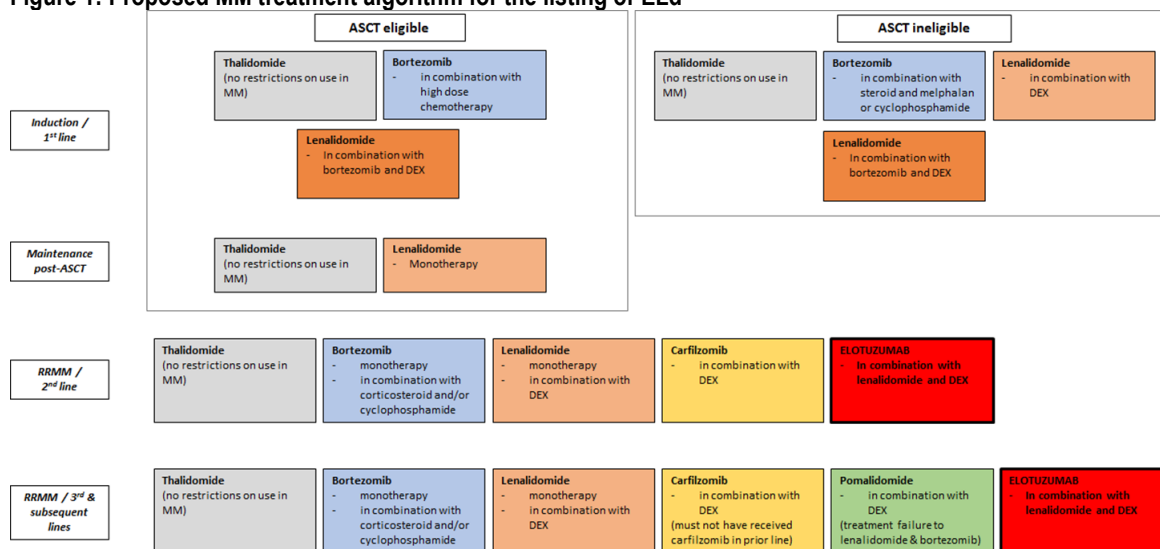 Figure 1: Proposed MM treatment algorithm for the listing of ELd
ASCT eligible
ASCT ineligible
Induction /
1st line
Thalidomide
(no restrictions on use in
MM)
Bortezomib
- in combination with
high dose
chemotherapy
Lenalidomide
- In combination with
bortezomib and DEX
Thalidomide
(no restrictions on use in
MM)
Bortezomib
- in combination with
steroid and melphalan
or cyclophosphamide
Lenalidomide
- in combination with
DEX
Lenalidomide
- In combination with
bortezomib and DEX
Maintenance
post-ASCT
Thalidomide
(no restrictions on use in
MM)
Lenalidomide
- Monotherapy
RRMM /
2nd line
Thalidomide
(no restrictions on use in
MM)
Bortezomib
- monotherapy
- in combination with
corticosteroid and/or
cyclophosphamide
Lenalidomide
- monotherapy
- in combination with
DEX
Carfilzomib
- in combination with
DEX
ELOTUZUMAB
- In combination with
lenalidomide and DEX
RRMM / 3rd &
subsequent
lines
Thalidomide
(no restrictions on use in
MM)
Bortezomib
- monotherapy
- in combination with
corticosteroid and/or
cyclophosphamide
Lenalidomide
- monotherapy
- in combination with
DEX
Carfilzomib
- in combination with
DEX
(must not have received
carfilzomib in prior line)
Pomalidomide
- in combination with
DEX
(treatment failure to
lenalidomide & bortezomib)
ELOTUZUMAB
- In combination with
lenalidomide and DEX